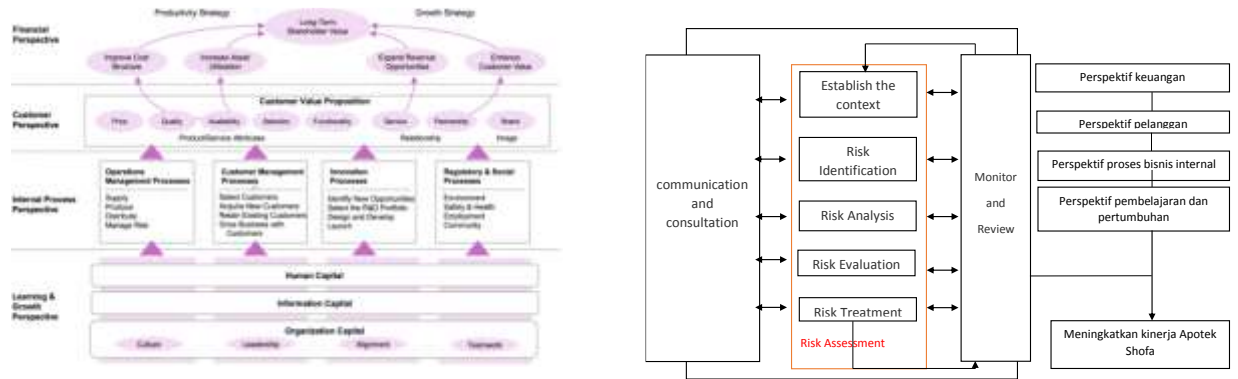 Productivity Strategy
Growth Strategy
Long-Term
Shareholder Value
Financial
Perspective
Improve Cost
Structure
Increase Asset
Utilization
Expand Revenue
Opportunities
Enhance
Customer Value
Customer
Perspective
Customer Value Proposition
Price
Quality
Availability
Selection
Functionality
Service
Partnership
Brand
Product/Service Attributes
Relationship
Image
Internal Process
Perspective
Operations
Management Processes
Supply
Produce
Distribute
Manage Risk
Customer Management
Processes
Select Customers
Acquire New Customers
Retain Existing Customers
Grow Business with
Customers
Innovation
Processes
Identify New Opportunities
Select the R&D Portfolio
Design and Develop
Launch
Regulatory & Social
Processes
Environment
Safety & Health
Employment
Community
Learning &
Growth
Perspective
Human Capital
Information Capital
Organization Capital
Culture
Leadership
Alignment
Teamwork
communication
and
consultation
Establish the
context
Risk
Identification
Risk Analysis
Risk Evaluation
Risk Treatment
Risk Assessment
Monitor
and
Review
Perspektif keuangan
Perspektif pelanggan
Perspektif proses bisnis internal
Perspektif pembelajaran dan
pertumbuhan
Meningkatkan kinerja Apotek
Shofa